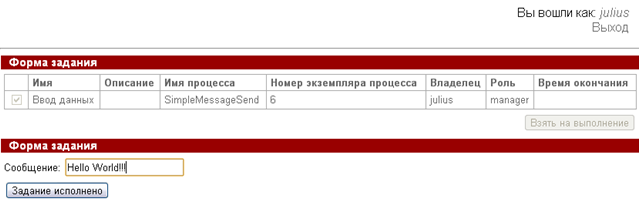 Вы вошли как: julius
Выход
Форма задания
Имя Описание Имя процесса Номер экземпляра процесса Владелец Роль Время окончания
Ввод данных SimpleMessageSend 6 julius manager
Взять на выполнение
Форма задания
Сообщение: Hello World!!!
Задание исполнено